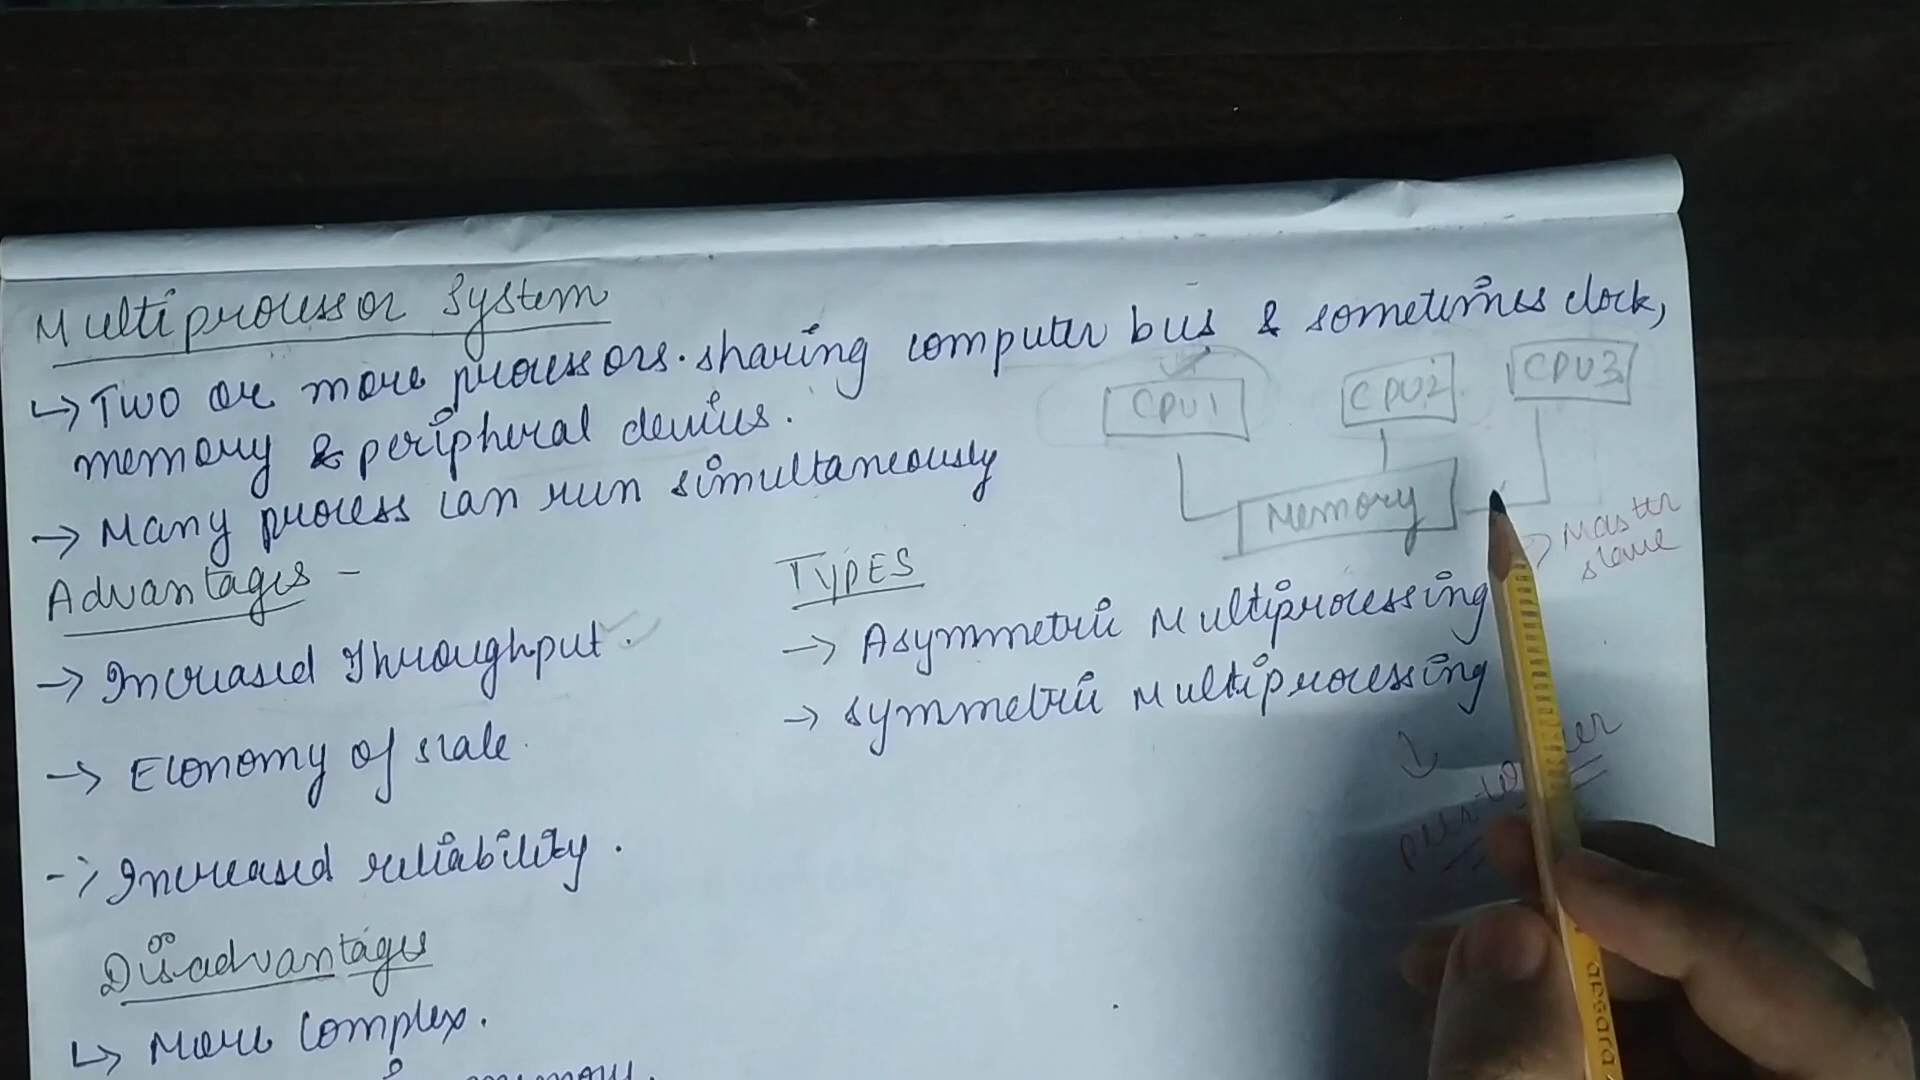 Multiprocessor System
↳ Two or more processors. sharing computer bus & sometimes clock,
memory & peripheral devices.
→ Many process can run simultaneously
CPU1 CPU2 CPU3
Memory
Advantages -
→ Increased Throughput.
→ Economy of scale.
→ Increased reliability.
TYPES
→ Asymmetric Multiprocessing
→ Master
slave
→ Symmetric Multiprocessing
Disadvantages
↳ More Complex.
memory.
apsara